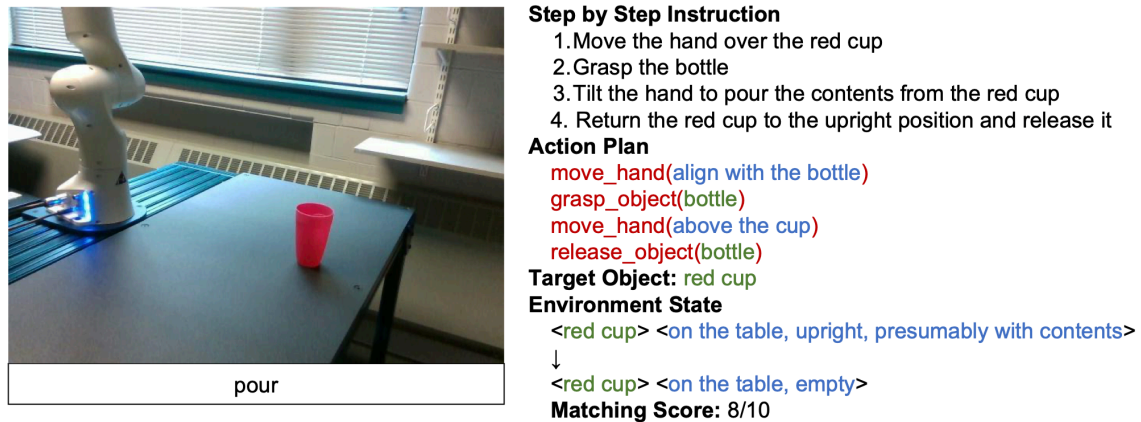 Step by Step Instruction
1.Move the hand over the red cup
2.Grasp the bottle
3.Tilt the hand to pour the contents from the red cup
4. Return the red cup to the upright position and release it
Action Plan
move_hand(align with the bottle)
grasp_object(bottle)
move_hand(above the cup)
release_object(bottle)
Target Object: red cup
Environment State
<red cup> <on the table, upright, presumably with contents>
↓
<red cup> <on the table, empty>
Matching Score: 8/10
pour